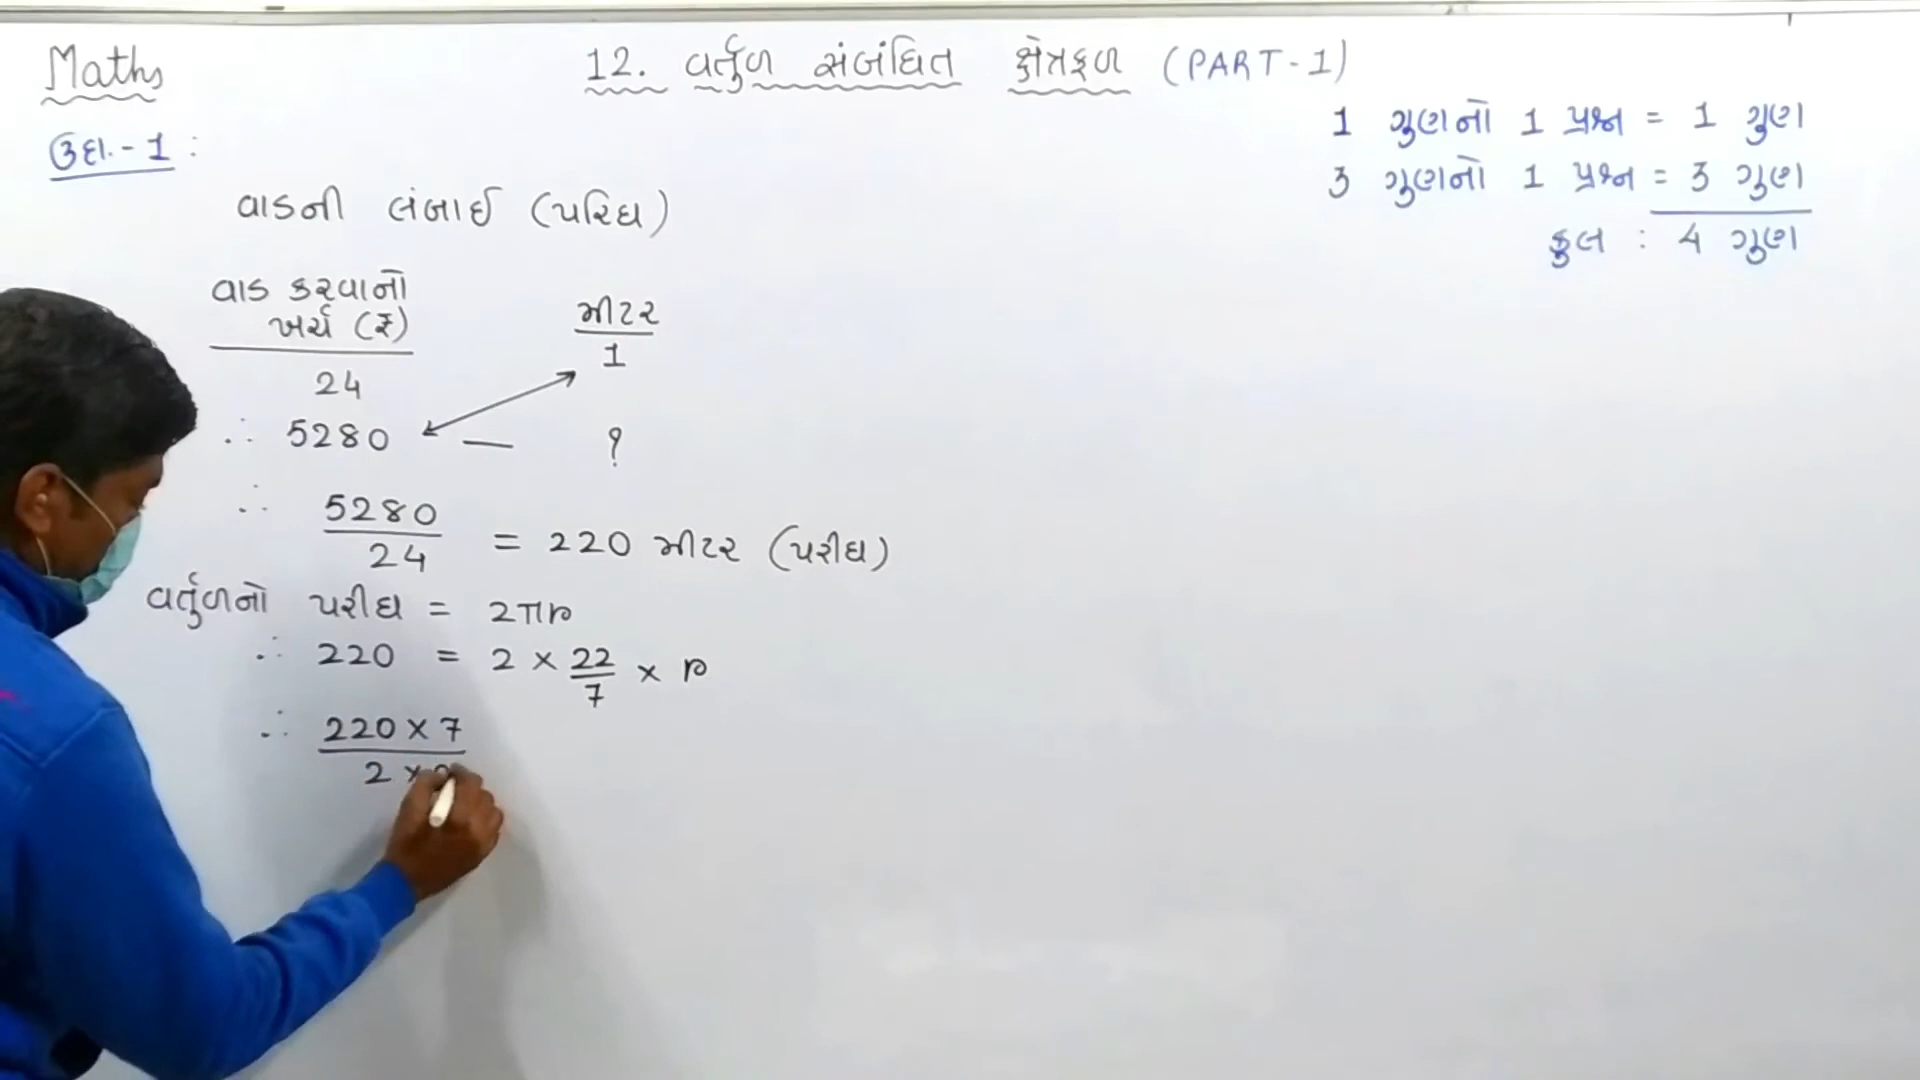 Maths
12. વર્તુળ સંબંધિત ક્ષેત્રફળ (PART-1)
1 ગુણનો 1 પ્રશ્ન = 1 ગુણ
3 ગુણનો 1 પ્રશ્ન = 3 ગુણ
કુલ : 4 ગુણ
ઉદા.-1 :
વાડની લંબાઈ (પરિઘ)
વાડ કરવાનો
ખર્ચ (₹)
મીટર
24
1
∴ 5280 — ?
∴ 5280/24 = 220 મીટર (પરીઘ)
વર્તુળનો પરીઘ = 2πr
∴ 220 = 2 × 22/7 × r
∴ 220 × 7
2 ×